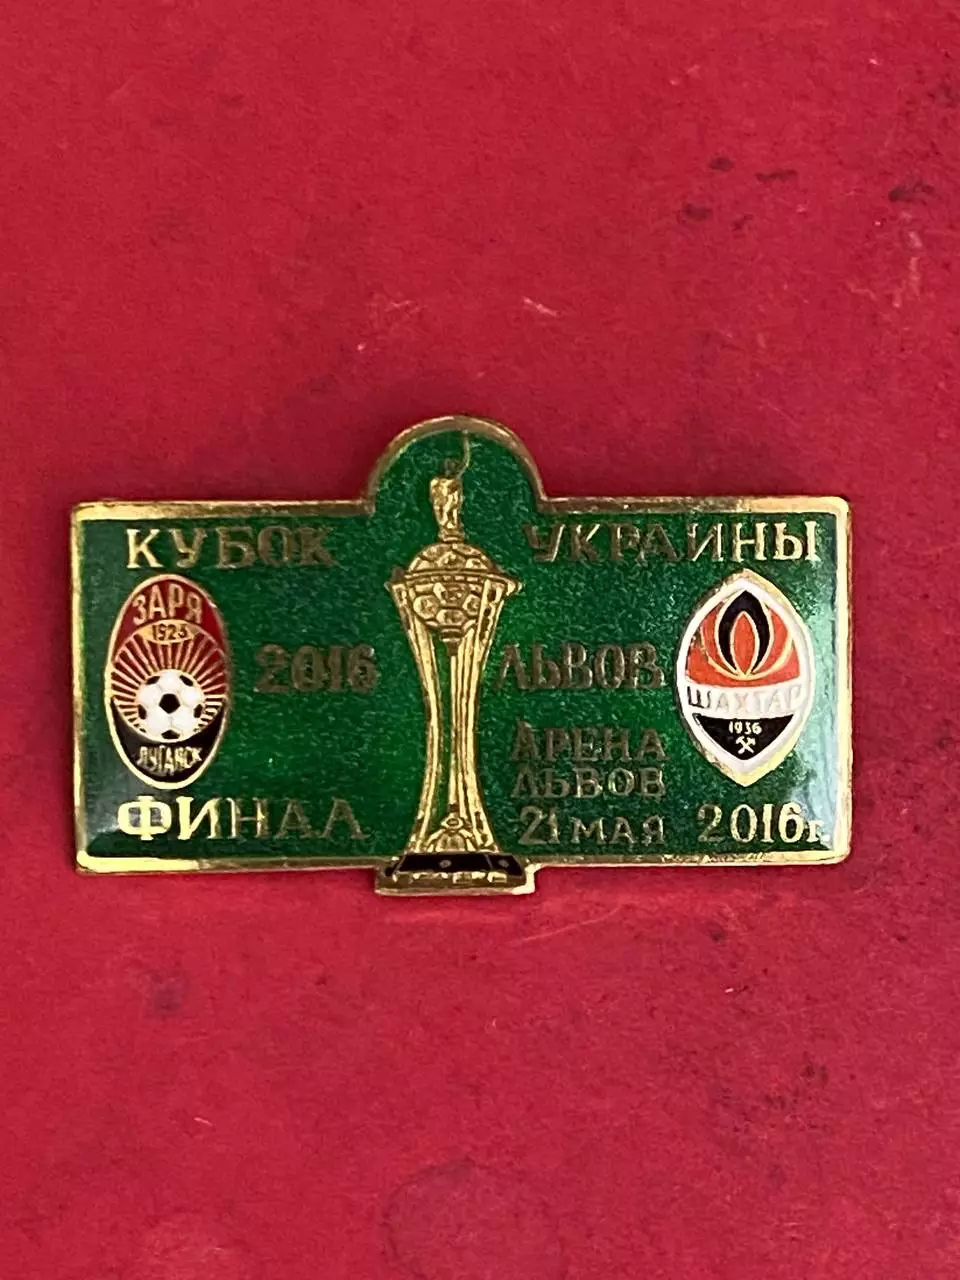 КУБОК УКРАИНЫ
ЗАРЯ
1923
ЛУГАНСК
2016
ФИНАЛ
ЛЬВОВ
АРЕНА
ЛЬВОВ
21 МАЯ 2016г.
ШАХТАР
1936